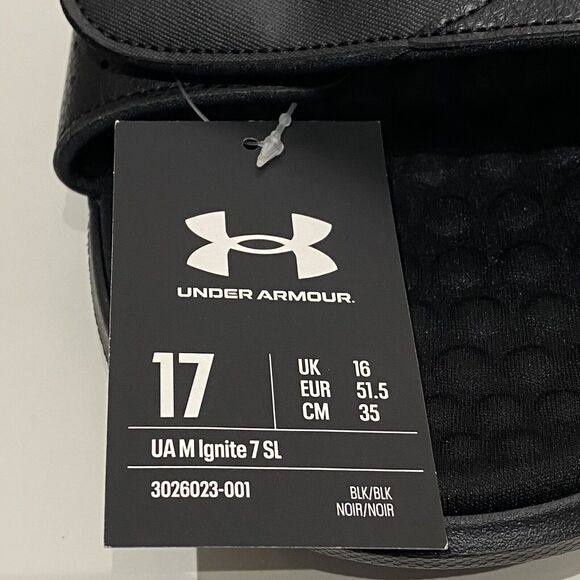 UNDER ARMOUR.
17
UK 16
EUR 51.5
CM 35
UA M Ignite 7 SL
3026023-001
BLK/BLK
NOIR/NOIR